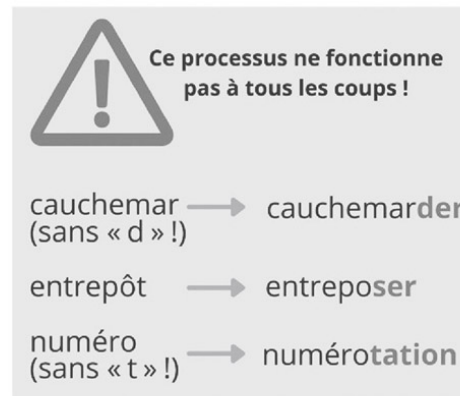 Ce processus ne fonctionne
pas à tous les coups !
cauchemar → cauchemarder
(sans « d » !)
entrepôt → entreposer
numéro → numérotation
(sans « t » !)